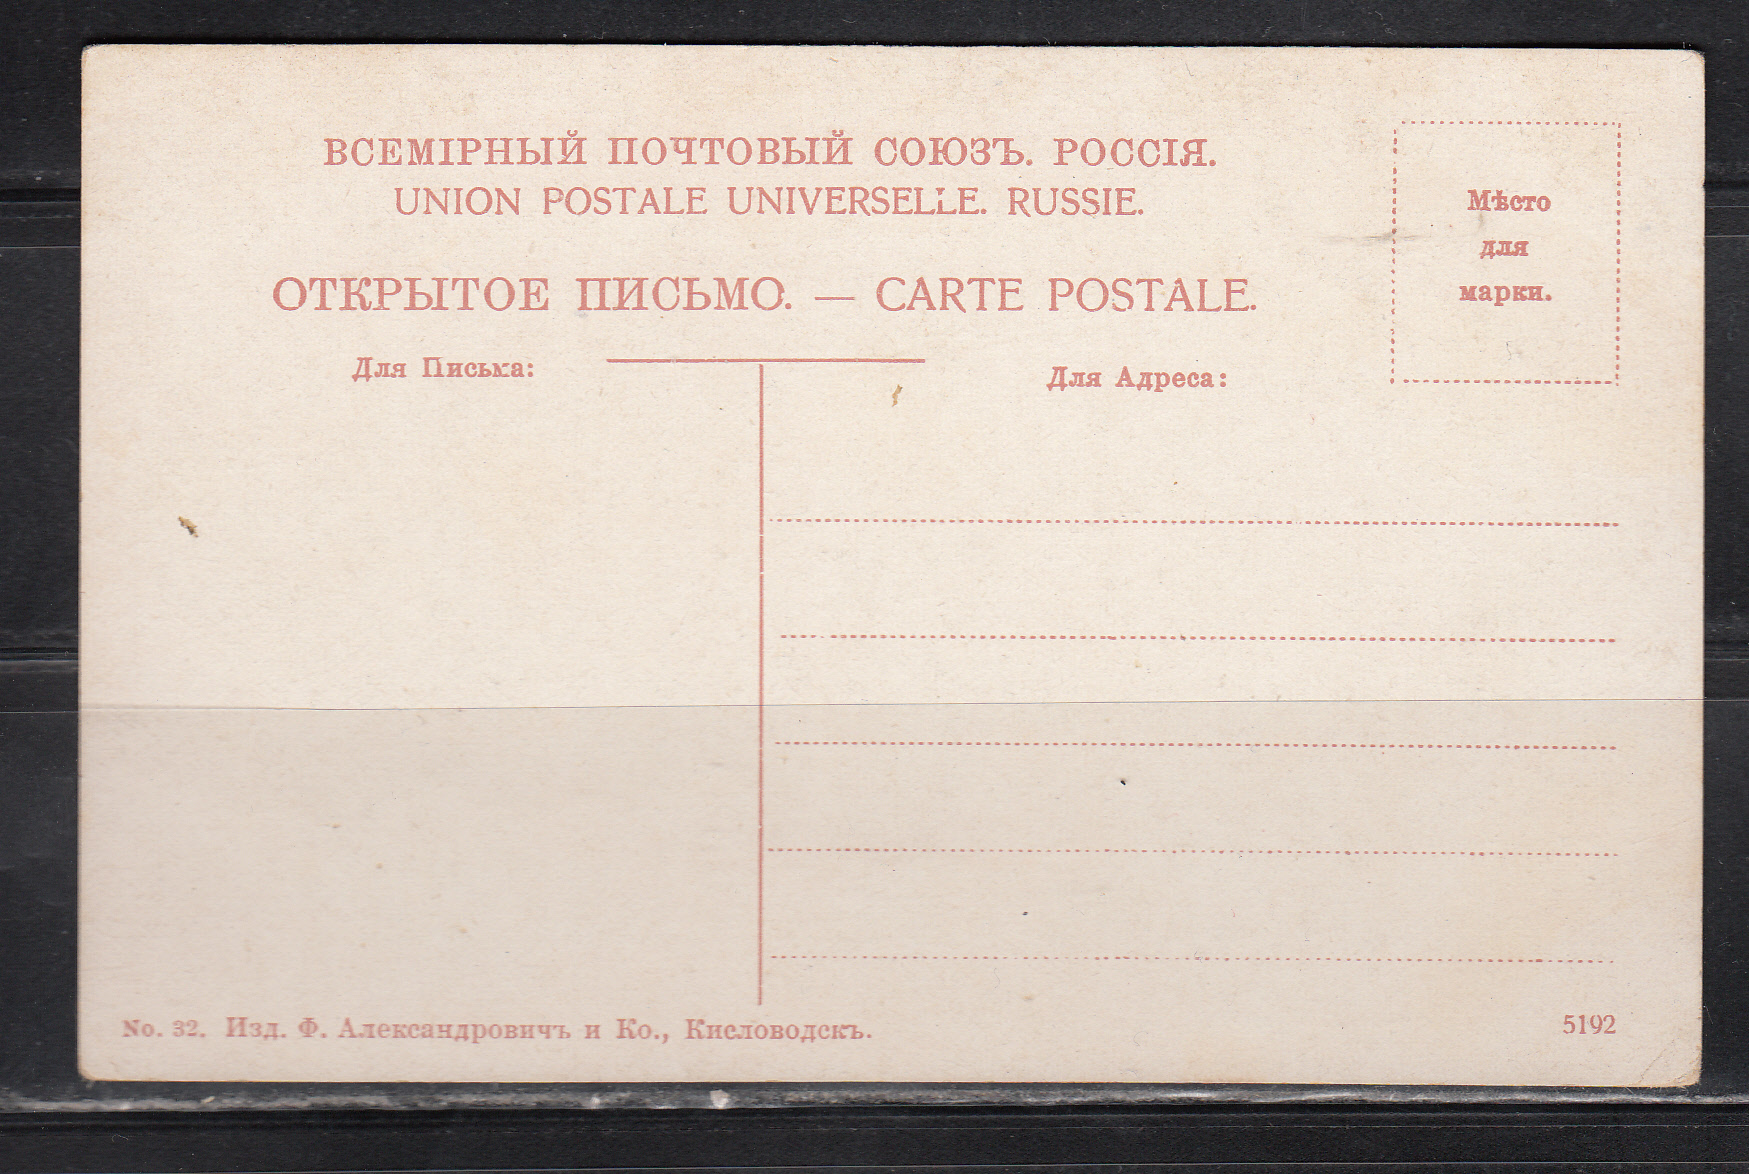 ВСЕМІРНЫЙ ПОЧТОВЫЙ СОЮЗЪ. РОССІЯ.
UNION POSTALE UNIVERSELLE. RUSSIE.
ОТКРЫТОЕ ПИСЬМО. — CARTE POSTALE.
Мѣсто
для
марки.
Для Письма:
Для Адреса:
No. 32. Изд. Ф. Александровичъ и Ко., Кисловодскъ.
5192